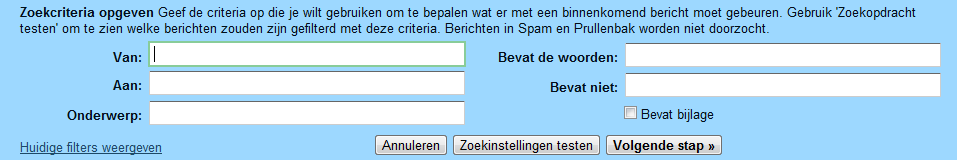 Zoekcriteria opgeven Geef de criteria op die je wilt gebruiken om te bepalen wat er met een binnenkomend bericht moet gebeuren. Gebruik 'Zoekopdracht
testen' om te zien welke berichten zouden zijn gefilterd met deze criteria. Berichten in Spam en Prullenbak worden niet doorzocht.
Van:
Bevat de woorden:
Aan:
Bevat niet:
Onderwerp:
Bevat bijlage
Huidige filters weergeven
Annuleren
Zoekinstellingen testen
Volgende stap »